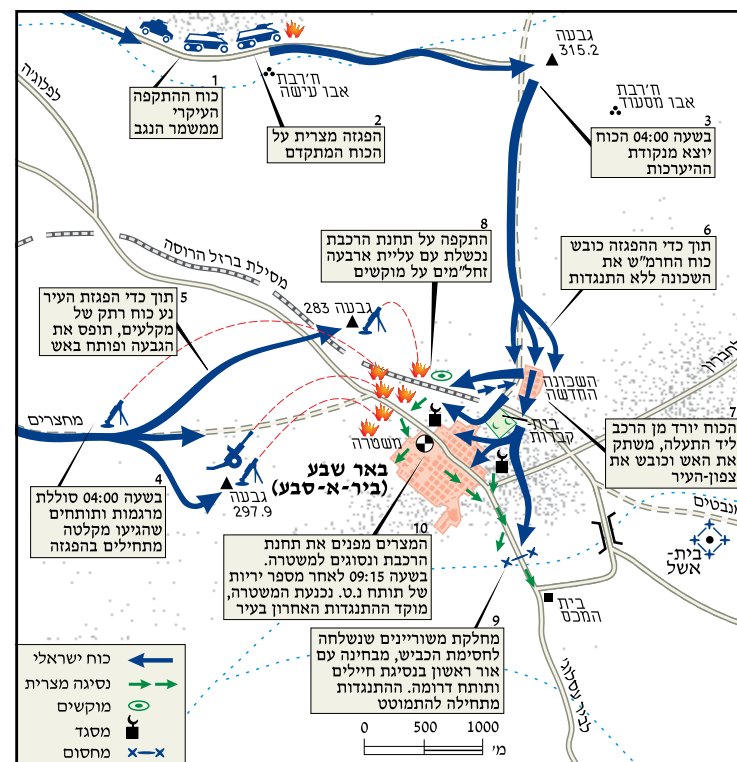 גבעה
315.2
1
כוח ההתקפה
העיקרי
ממשמר הנגב
ח'רבת
אבו עישה
2
הפגזה מצרית על
הכוח המתקדם
ח'רבת
אבו מסעוד
3
בשעה 04:00 הכוח
יוצא מנקודת
ההיערכות
לפלוג'ה
מסילת ברזל הרוסה
8
התקפה על תחנת הרכבת
נכשלת עם עליית ארבעה
זחל"מים על מוקשים
6
תוך כדי ההפגזה כובש
כוח החרמ"ש את
השכונה ללא התנגדות
5
תוך כדי הפגזת העיר
נע כוח רתק של
מקלעים, תופס את
הגבעה ופותח באש
גבעה 283
לחברון
השכונה
החדשה
בית-
קברות
7
הכוח יורד מן הרכב
ליד התעלה, משתק
את האש וכובש את
צפון-העיר
מחצרים
משטרה
באר שבע
(ביר-א-סבע)
גבעה
297.9
4
בשעה 04:00 סוללת
מרגמות ותותחים
שהגיעו מקלטה
מתחילים בהפגזה
10
המצרים מפנים את תחנת
הרכבת ונסוגים למשטרה.
בשעה 09:15 לאחר מספר יריות
של תותח נ.ט. נכנעת המשטרה,
מוקד ההתנגדות האחרון בעיר
מנבטים
בית-
אשל
בית
המכס
9
מחלקת משוריינים שנשלחה
לחסימת הכביש, מבחינה עם
אור ראשון בנסיגת חיילים
ותותח דרומה. ההתנגדות
מתחילה להתמוטט
לביר עסלוג'
כוח ישראלי
נסיגה מצרית
מוקשים
מסגד
מחסום
0 500 1000
מ'